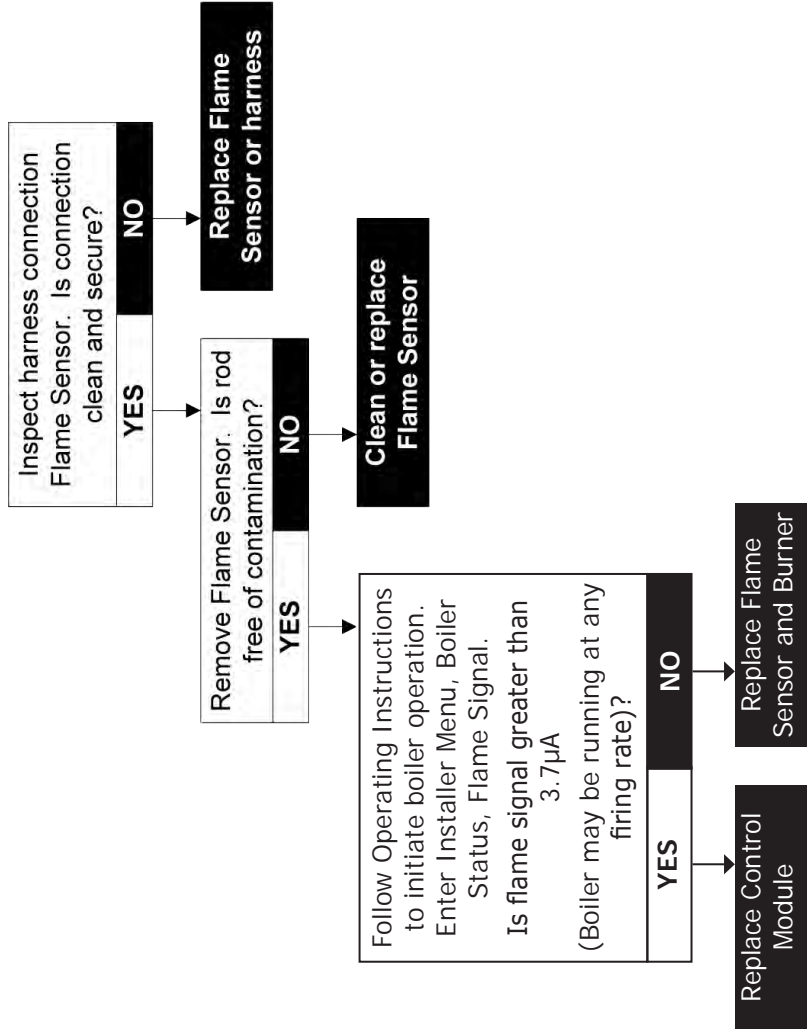 Inspect harness connection
Flame Sensor. Is connection
clean and secure?
YES
NO
Replace Flame
Sensor or harness
Remove Flame Sensor. Is rod
free of contamination?
YES
NO
Clean or replace
Flame Sensor
Follow Operating Instructions
to initiate boiler operation.
Enter Installer Menu, Boiler
Status, Flame Signal.
Is flame signal greater than
3.7µA
(Boiler may be running at any
firing rate)?
YES
NO
Replace Control
Module
Replace Flame
Sensor and Burner